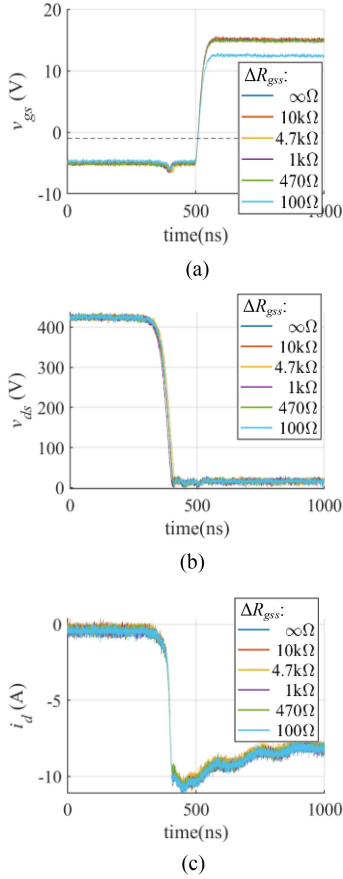 (a)
20
10
0
-10
v_gs (V)
ΔR_gss:
∞Ω
10kΩ
4.7kΩ
1kΩ
470Ω
100Ω
0
500
1000
time(ns)
(a)
400
300
200
100
0
v_ds (V)
ΔR_gss:
∞Ω
10kΩ
4.7kΩ
1kΩ
470Ω
100Ω
0
500
1000
time(ns)
(b)
0
-5
-10
i_d (A)
ΔR_gss:
∞Ω
10kΩ
4.7kΩ
1kΩ
470Ω
100Ω
0
500
1000
time(ns)
(c)